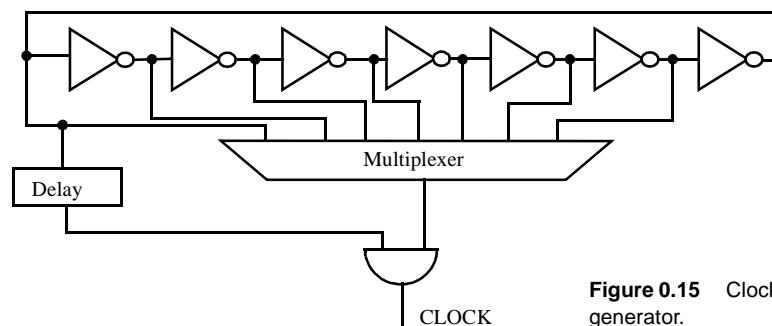 Multiplexer
Delay
Figure 0.15 Clock
generator.
CLOCK